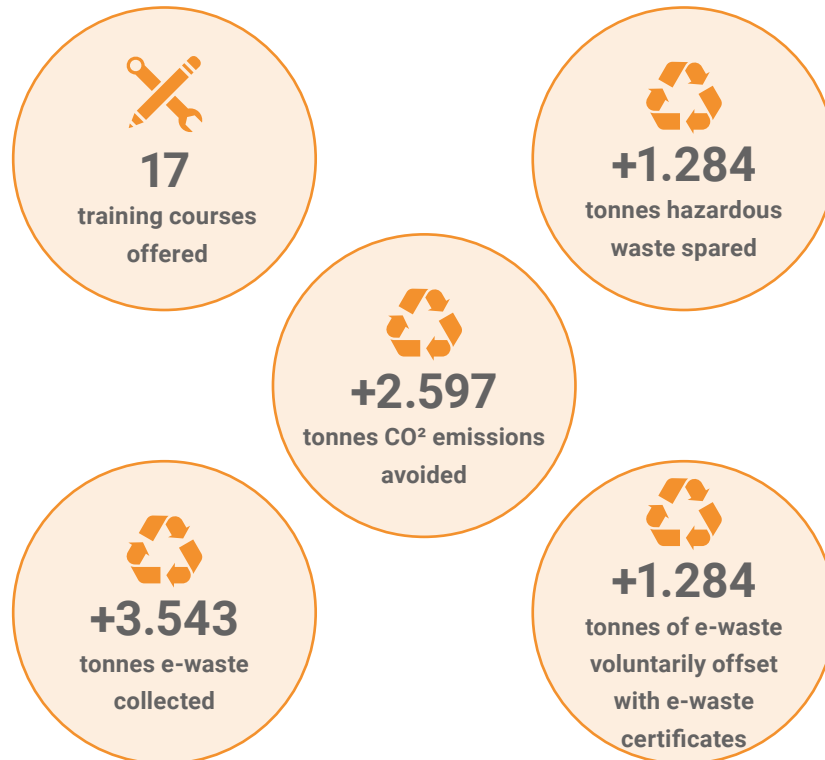 17
training courses
offered
+1.284
tonnes hazardous
waste spared
+2.597
tonnes CO² emissions
avoided
+3.543
tonnes e-waste
collected
+1.284
tonnes of e-waste
voluntarily offset
with e-waste
certificates